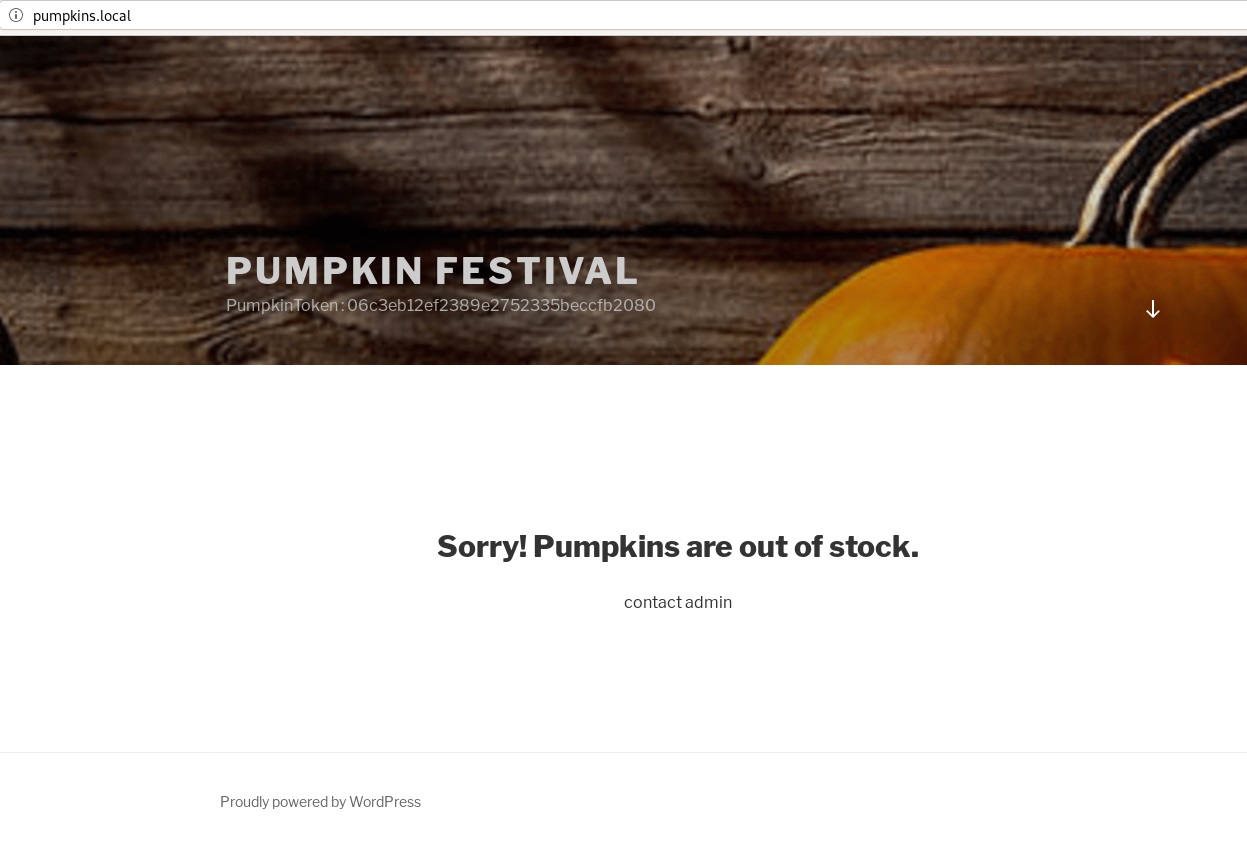 pumpkins.local
PUMPKIN FESTIVAL
PumpkinToken : 06c3eb12ef2389e2752335beccfb2080
Sorry! Pumpkins are out of stock.
contact admin
Proudly powered by WordPress